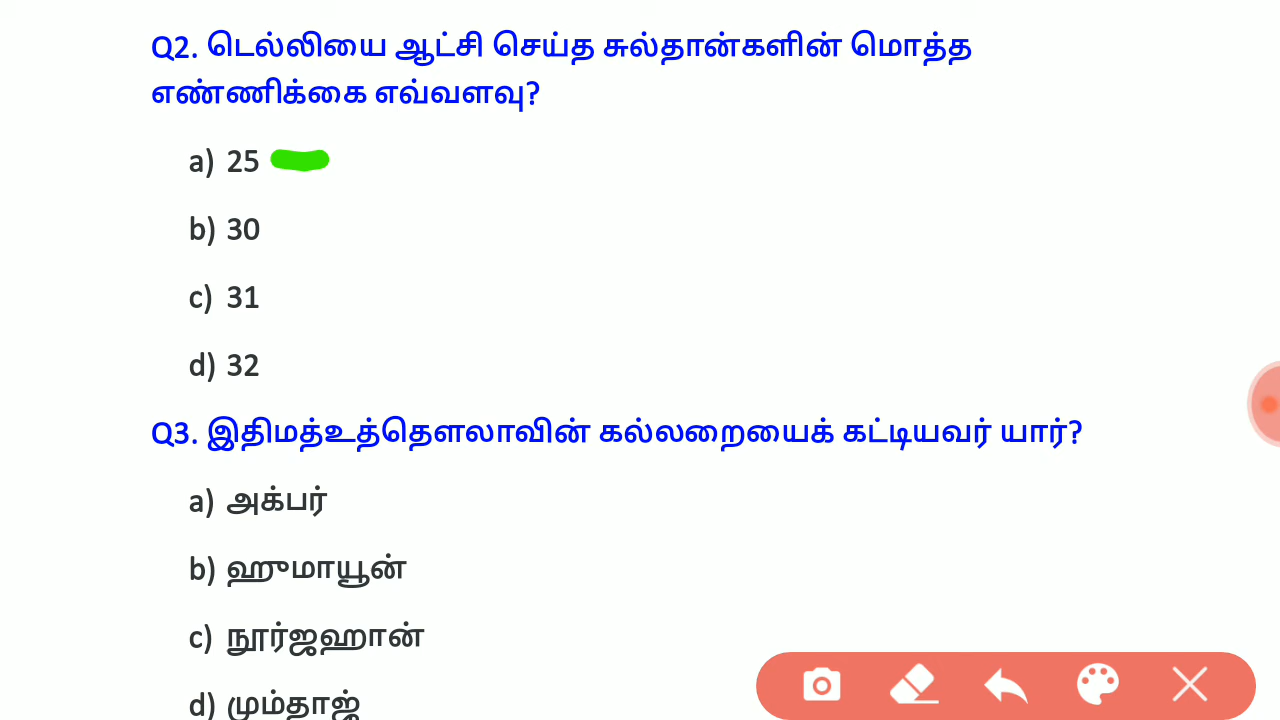 Q2. டெல்லியை ஆட்சி செய்த சுல்தான்களின் மொத்த
எண்ணிக்கை எவ்வளவு?
a) 25
b) 30
c) 31
d) 32
Q3. இதிமத்உத்தௌலாவின் கல்லறையைக் கட்டியவர் யார்?
a) அக்பர்
b) ஹுமாயூன்
c) நூர்ஜஹான்
d) மும்தாஜ்